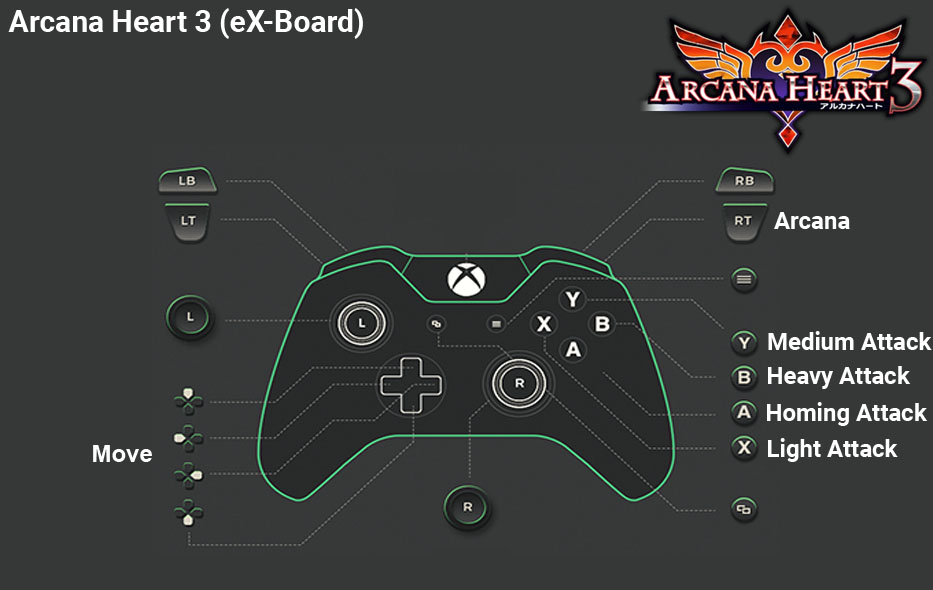 Arcana Heart 3 (eX-Board)
ARCANA HEART 3
アルカナハート
LB
RB
LT
RT
Arcana
Y
L
L
X
B
A
Y
Medium Attack
R
B
Heavy Attack
A
Homing Attack
Move
X
Light Attack
R